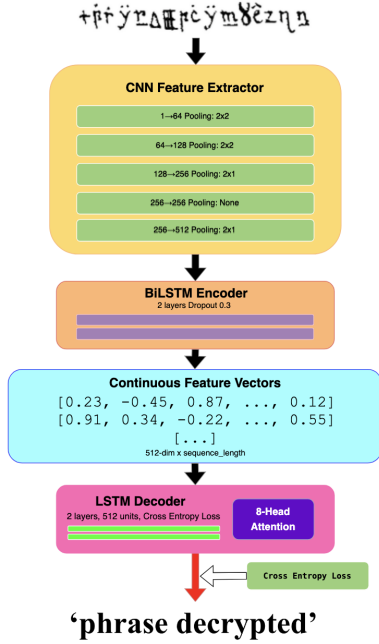 CNN Feature Extractor
1→64 Pooling: 2x2
64→128 Pooling: 2x2
128→256 Pooling: 2x1
256→256 Pooling: None
256→512 Pooling: 2x1
BiLSTM Encoder
2 layers Dropout 0.3
Continuous Feature Vectors
[0.23, -0.45, 0.87, ..., 0.12]
[0.91, 0.34, -0.22, ..., 0.55]
[...]
512-dim x sequence_length
LSTM Decoder
2 layers, 512 units, Cross Entropy Loss
8-Head
Attention
Cross Entropy Loss
‘phrase decrypted’